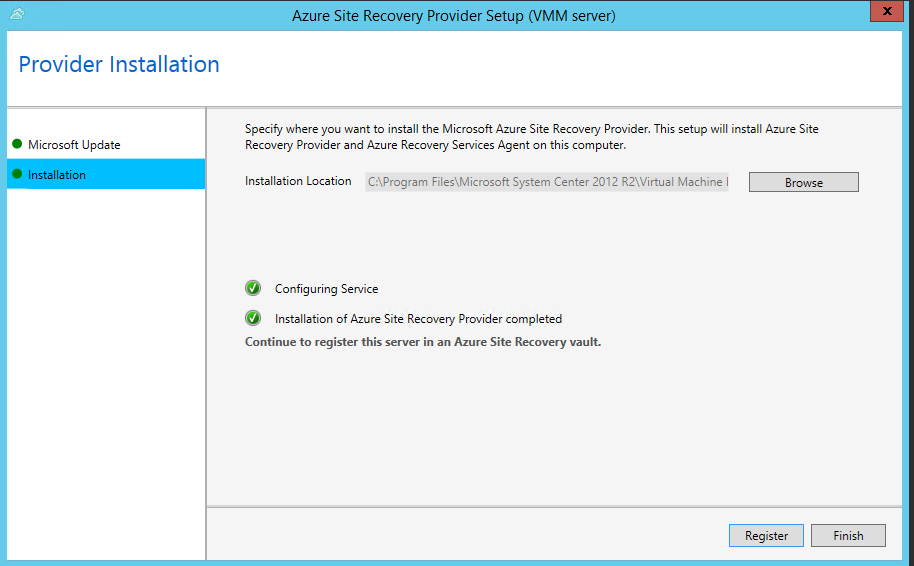 Azure Site Recovery Provider Setup (VMM server)
x
Provider Installation
Microsoft Update
Installation
Specify where you want to install the Microsoft Azure Site Recovery Provider. This setup will install Azure Site
Recovery Provider and Azure Recovery Services Agent on this computer.
Installation Location
C:\Program Files\Microsoft System Center 2012 R2\Virtual Machine
Browse
Configuring Service
Installation of Azure Site Recovery Provider completed
Continue to register this server in an Azure Site Recovery vault.
Register
Finish